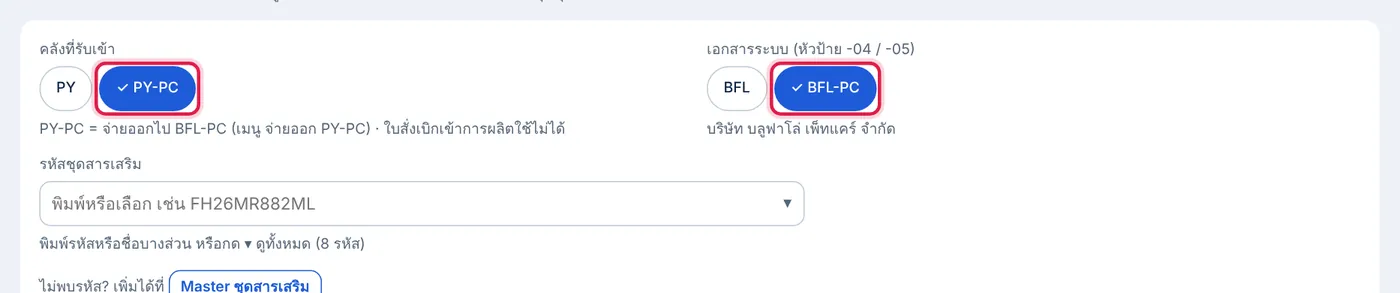 คลังที่รับเข้า
เอกสารระบบ (หัวป้าย -04 / -05)
PY ✓ PY-PC
BFL ✓ BFL-PC
PY-PC = จ่ายออกไป BFL-PC (เมนู จ่ายออก PY-PC) · ใบสั่งเบิกเข้าการผลิตใช้ไม่ได้
บริษัท บลูฟาโล่ เพ็ทแคร์ จำกัด
รหัสชุดสารเสริม
พิมพ์หรือเลือก เช่น FH26MR882ML ▼
พิมพ์รหัสหรือชื่อบางส่วน หรือกด ▾ ดูทั้งหมด (8 รหัส)
ไม่พบรหัส? เพิ่มได้ที่ Master ชุดสารเสริม